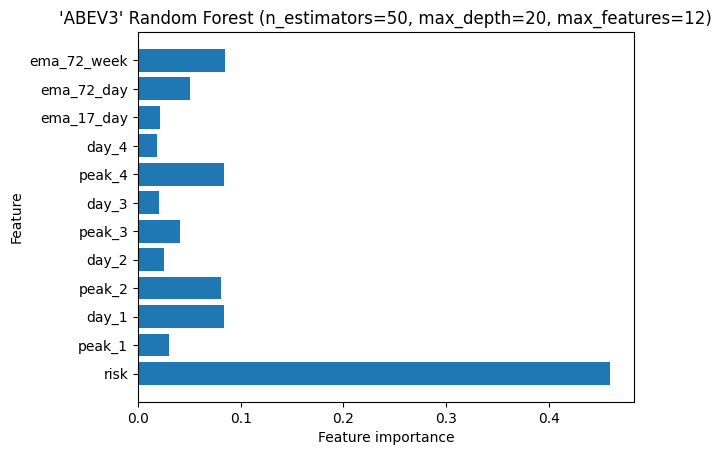 'ABEV3' Random Forest (n_estimators=50, max_depth=20, max_features=12)
ema_72_week
ema_72_day
ema_17_day
day_4
peak_4
day_3
peak_3
day_2
peak_2
day_1
peak_1
risk
Feature
0.0 0.1 0.2 0.3 0.4
Feature importance